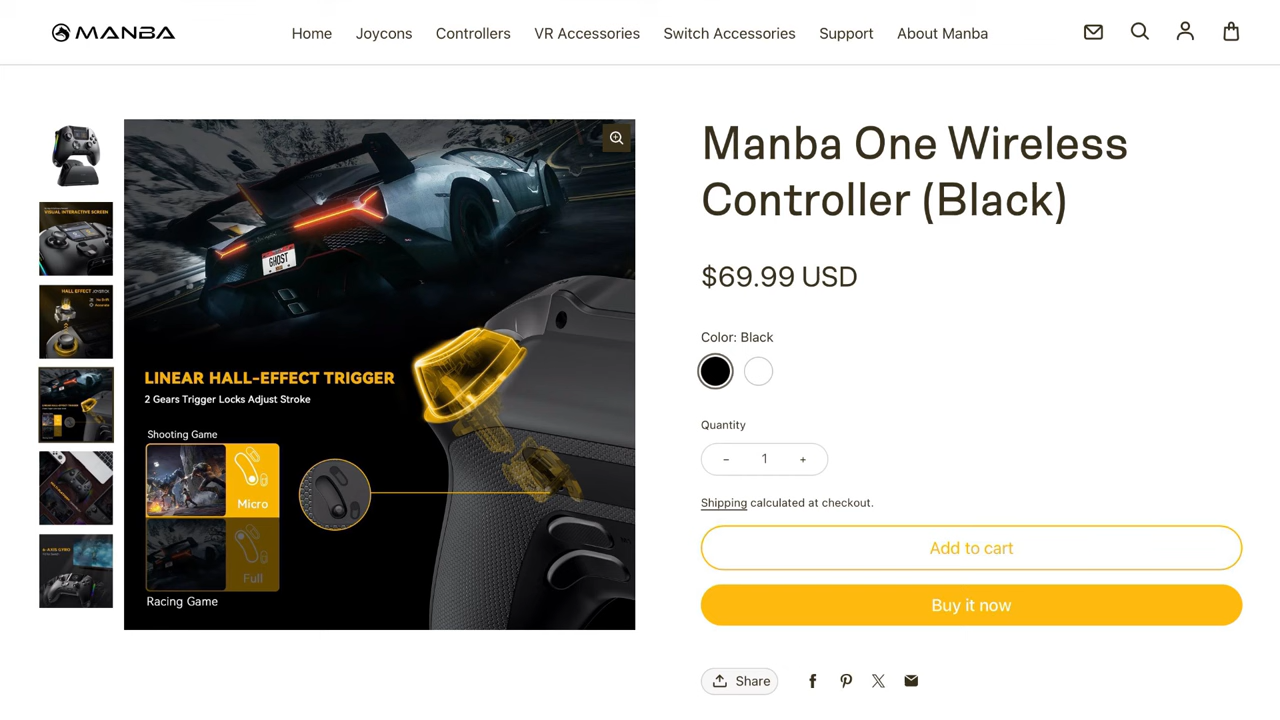 MANBA
Home
Joycons
Controllers
VR Accessories
Switch Accessories
Support
About Manba
VISUAL INTERACTIVE SCREEN
HALL EFFECT JOYSTICK
GHOST
LINEAR HALL-EFFECT TRIGGER
2 Gears Trigger Locks Adjust Stroke
Shooting Game
Micro
Full
Racing Game
Manba One Wireless
Controller (Black)
$69.99 USD
Color: Black
Quantity
− 1 +
Shipping calculated at checkout.
Add to cart
Buy it now
Share